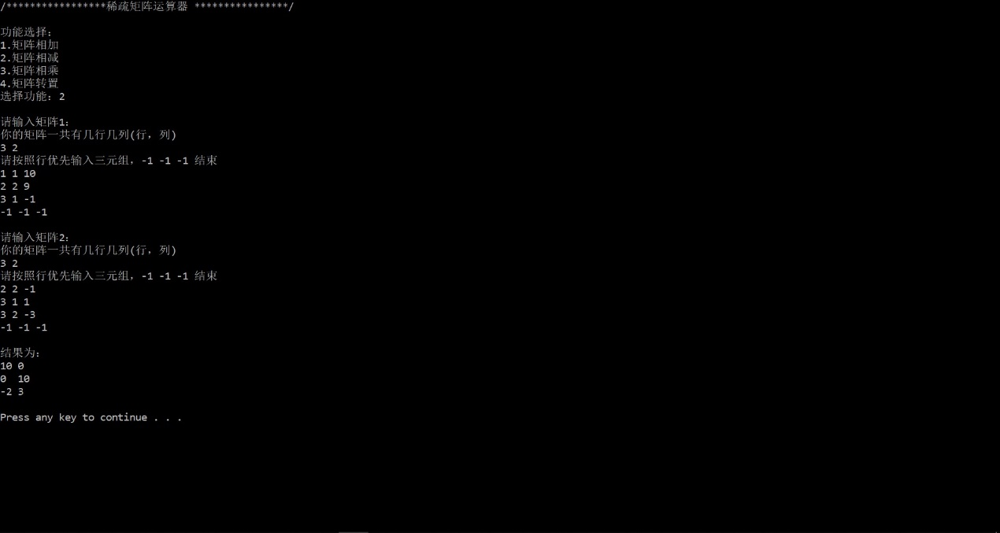 /*****************稀疏矩阵运算器 ****************/
功能选择:
1.矩阵相加
2.矩阵相减
3.矩阵相乘
4.矩阵转置
选择功能: 2
请输入矩阵1:
你的矩阵一共有几行几列(行，列)
3 2
请按照行优先输入三元组，-1 -1 -1 结束
1 1 10
2 2 9
3 1 -1
-1 -1 -1
请输入矩阵2:
你的矩阵一共有几行几列(行，列)
3 2
请按照行优先输入三元组，-1 -1 -1 结束
2 2 -1
3 1 1
3 2 -3
-1 -1 -1
结果为:
10 0
0  10
-2 3
Press any key to continue . . .